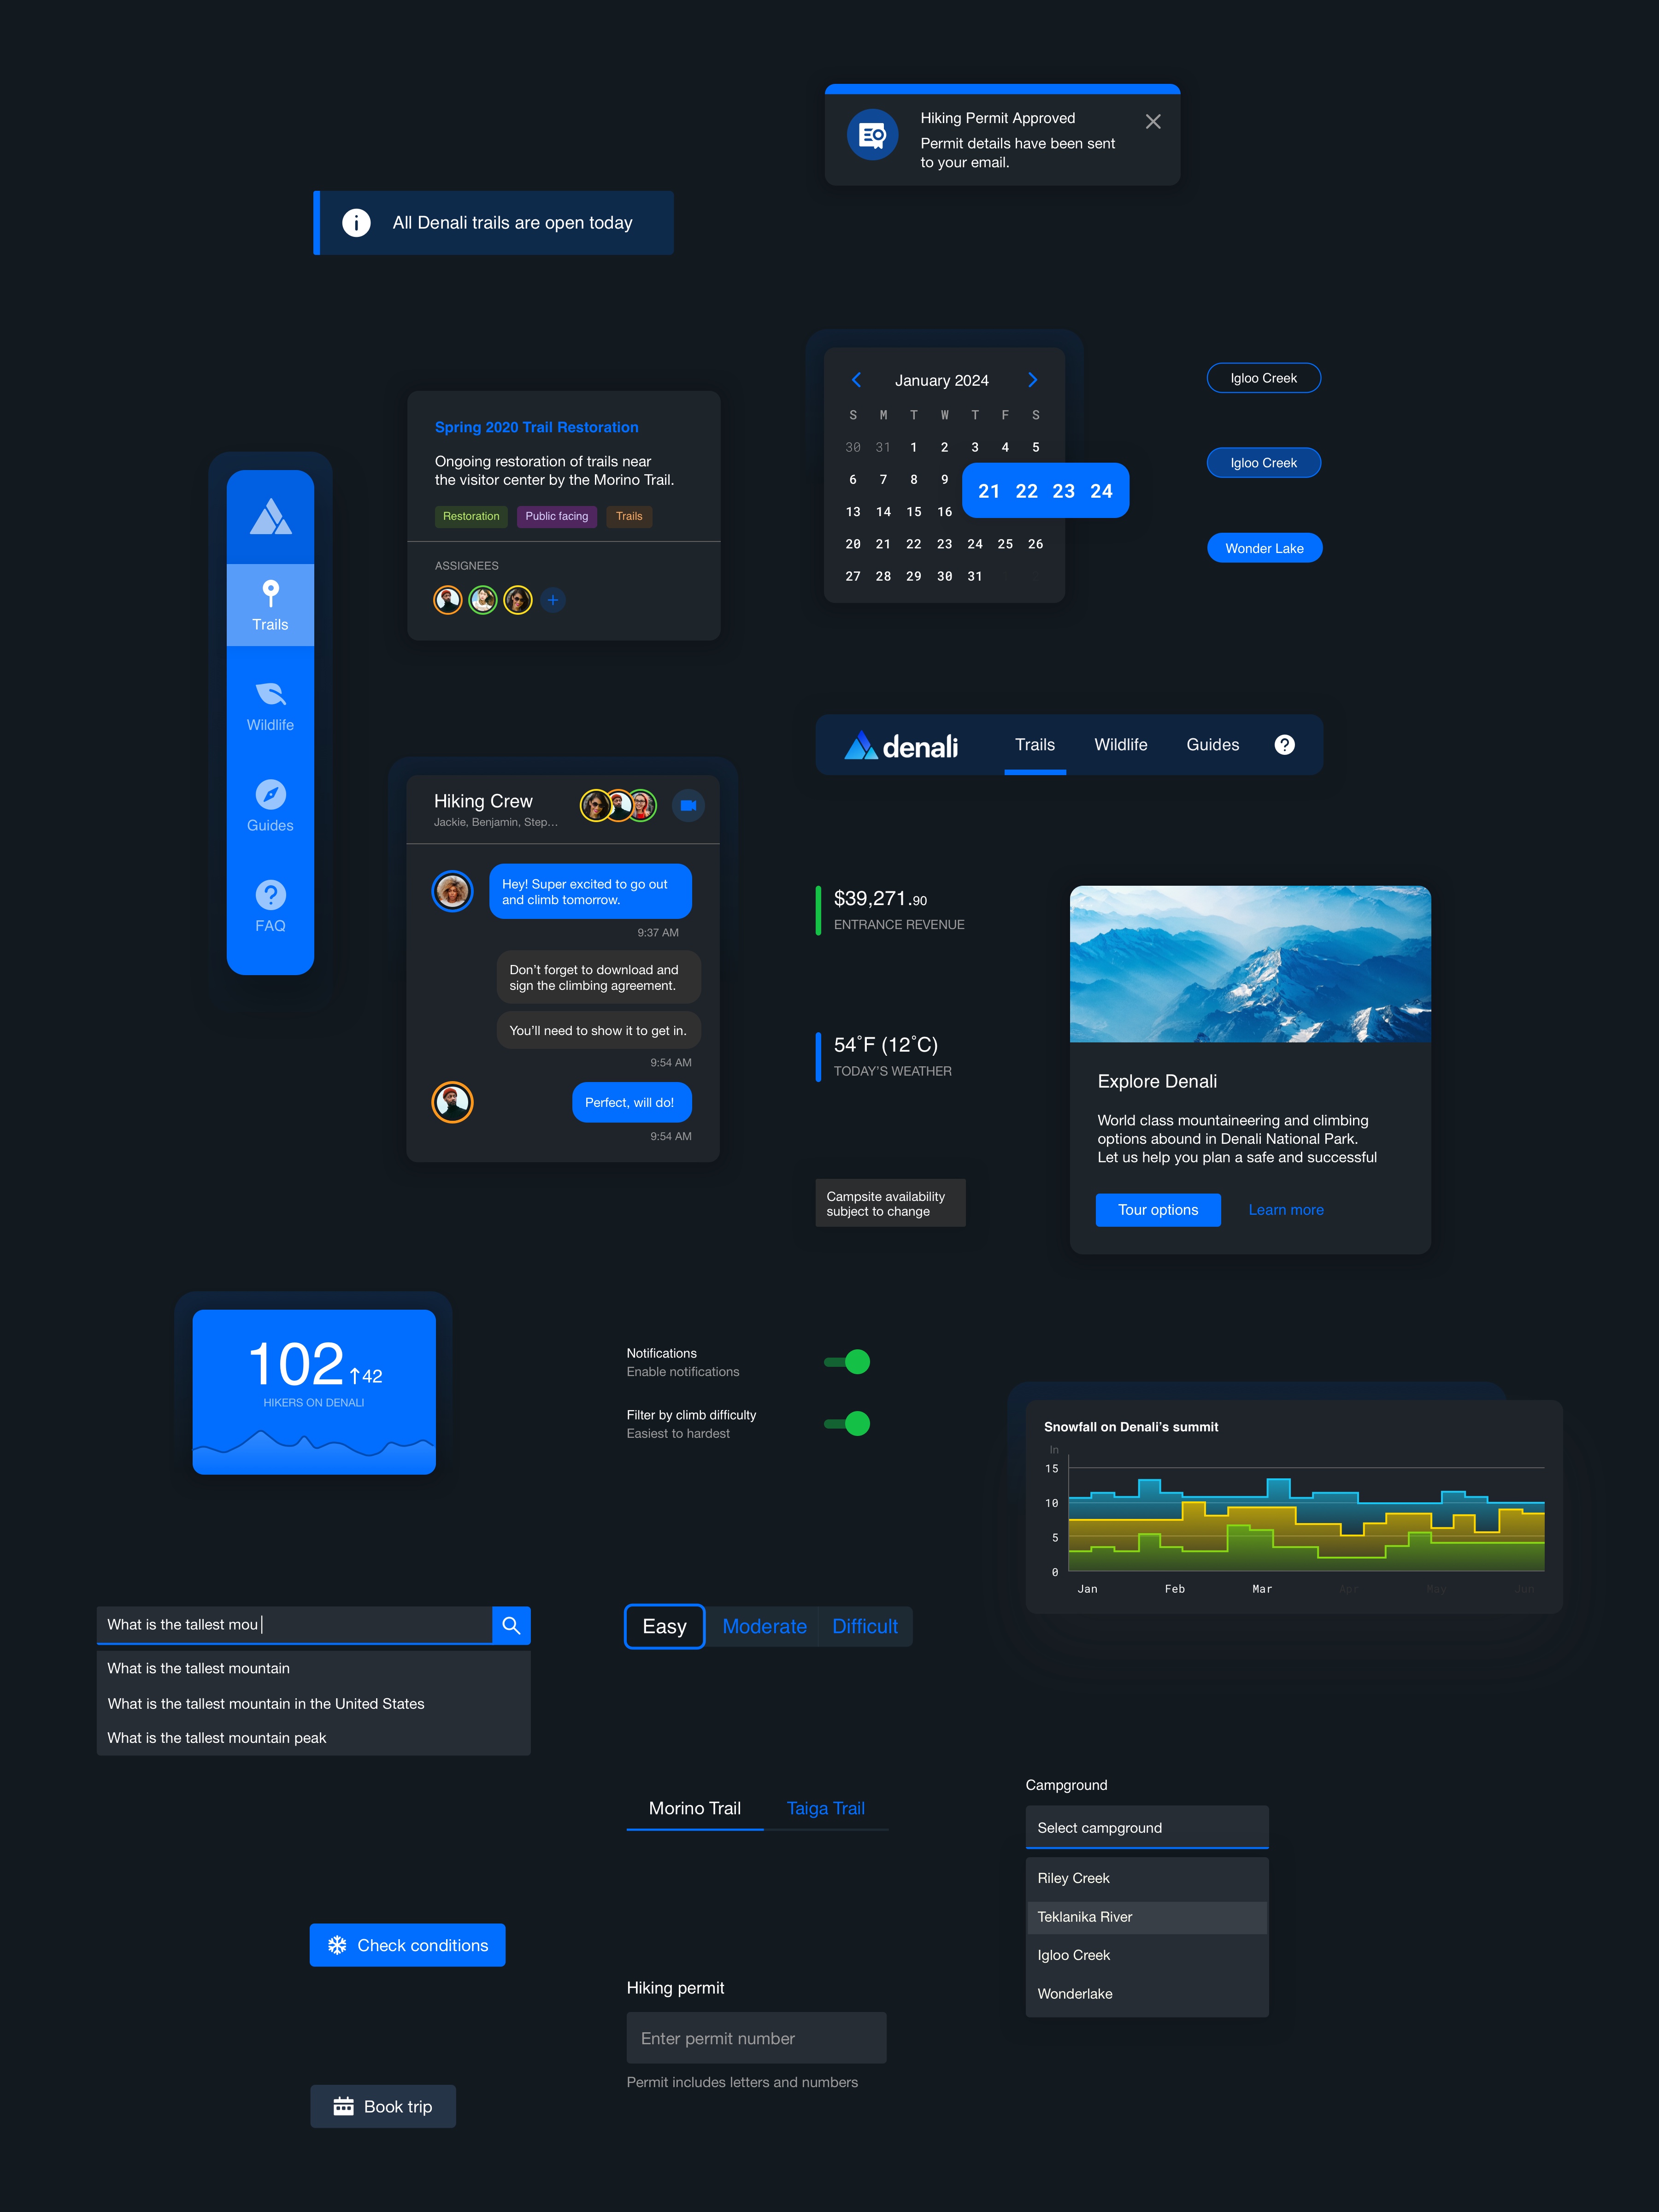 Hiking Permit Approved
Permit details have been sent
to your email.
All Denali trails are open today
January 2024
S M T W T F S
30 31 1 2 3 4 5
6 7 8 9
21 22 23 24
13 14 15 16
20 21 22 23 24 25 26
27 28 29 30 31
Igloo Creek
Igloo Creek
Wonder Lake
Spring 2020 Trail Restoration
Ongoing restoration of trails near
the visitor center by the Morino Trail.
Restoration Public facing Trails
ASSIGNEES
Trails
Wildlife
Guides
FAQ
denali Trails Wildlife Guides
Hiking Crew
Jackie, Benjamin, Step...
Hey! Super excited to go out
and climb tomorrow.
9:37 AM
Don’t forget to download and
sign the climbing agreement.
You’ll need to show it to get in.
9:54 AM
Perfect, will do!
9:54 AM
$39,271.90
ENTRANCE REVENUE
54°F (12°C)
TODAY’S WEATHER
Campsite availability
subject to change
Explore Denali
World class mountaineering and climbing
options abound in Denali National Park.
Let us help you plan a safe and successful
Tour options Learn more
102 ↑42
HIKERS ON DENALI
Notifications
Enable notifications
Filter by climb difficulty
Easiest to hardest
Snowfall on Denali’s summit
In
15
10
5
0
Jan Feb Mar Apr May Jun
What is the tallest mou
What is the tallest mountain
What is the tallest mountain in the United States
What is the tallest mountain peak
Easy Moderate Difficult
Morino Trail Taiga Trail
Campground
Select campground
Riley Creek
Teklanika River
Igloo Creek
Wonderlake
Check conditions
Hiking permit
Enter permit number
Permit includes letters and numbers
Book trip